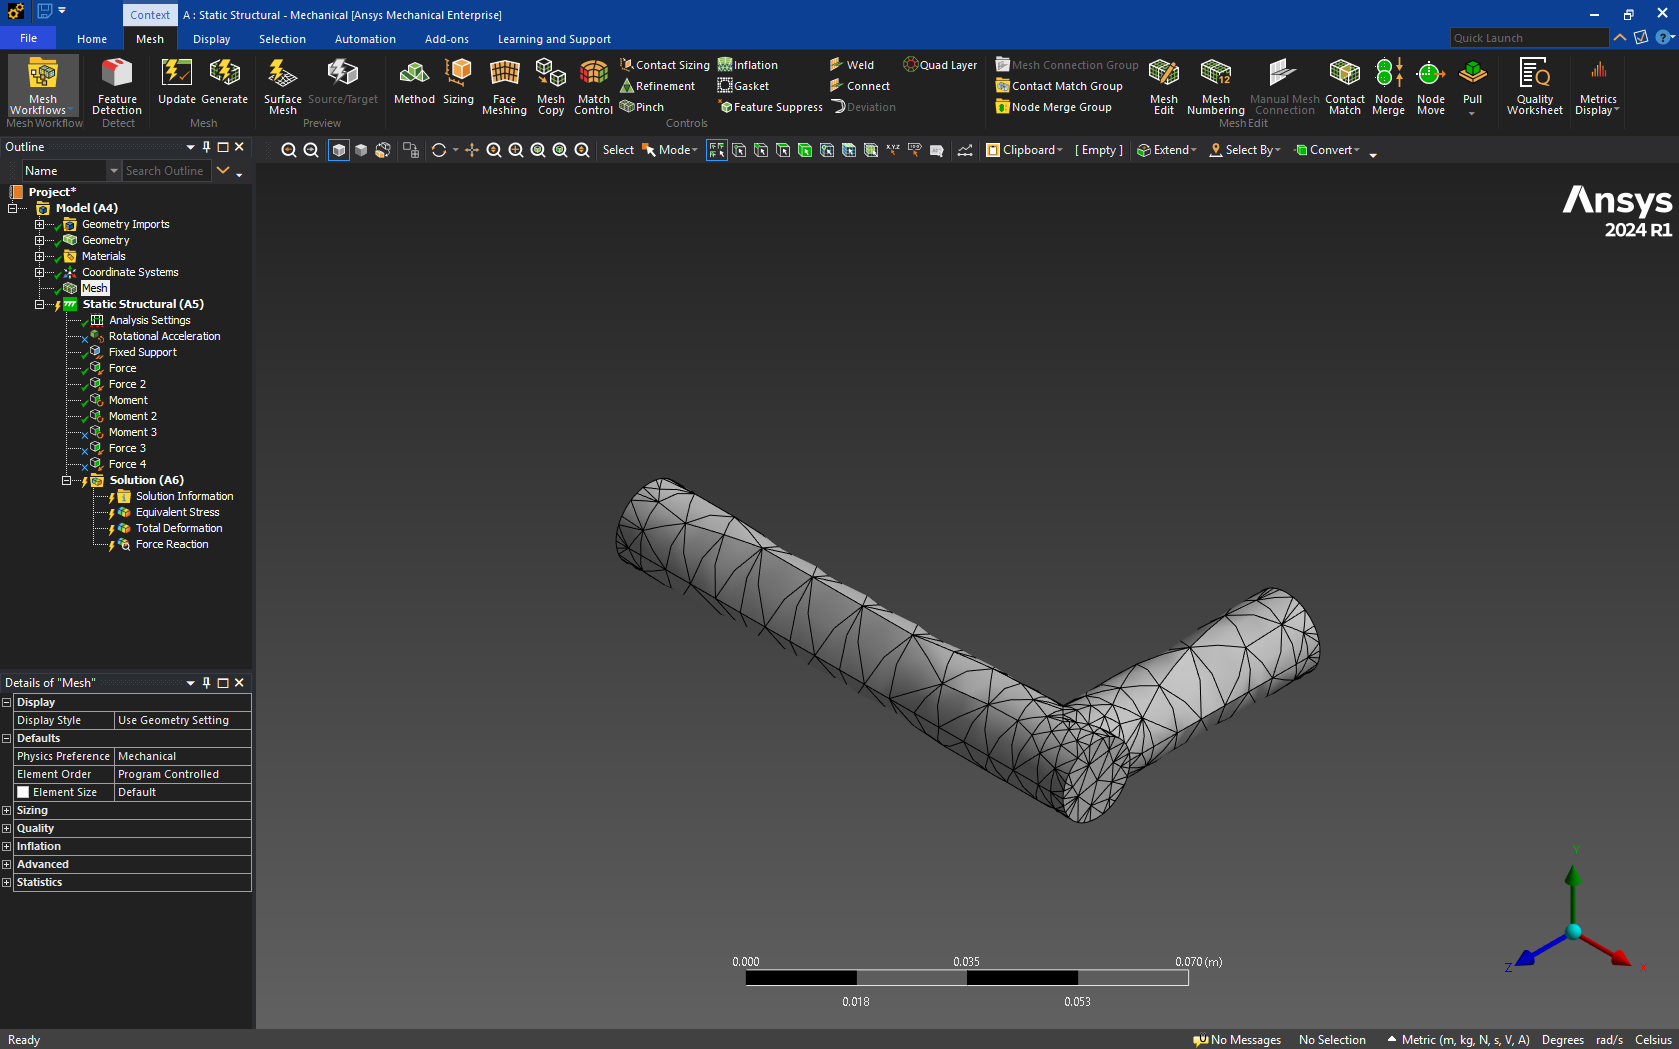 Context A : Static Structural - Mechanical [Ansys Mechanical Enterprise]
File Home Mesh Display Selection Automation Add-ons Learning and Support Quick Launch
Mesh Workflows
Feature Detection
Update
Generate
Surface Mesh
Source/Target
Method
Sizing
Face Meshing
Mesh Copy
Match Control
Contact Sizing
Refinement
Pinch
Inflation
Gasket
Feature Suppress
Weld
Connect
Deviation
Quad Layer
Mesh Connection Group
Contact Match Group
Node Merge Group
Mesh Edit
Mesh Numbering
Manual Mesh Connection
Contact Match
Node Merge
Node Move
Pull
Quality Worksheet
Metrics Display
Mesh Workflow Detect Mesh Preview Controls Mesh Edit
Outline
Name Search Outline
Select Mode Clipboard [ Empty ] Extend Select By Convert
Project*
Model (A4)
Geometry Imports
Geometry
Materials
Coordinate Systems
Mesh
Static Structural (A5)
Analysis Settings
Rotational Acceleration
Fixed Support
Force
Force 2
Moment
Moment 2
Moment 3
Force 3
Force 4
Solution (A6)
Solution Information
Equivalent Stress
Total Deformation
Force Reaction
Details of "Mesh"
Display
Display Style Use Geometry Setting
Defaults
Physics Preference Mechanical
Element Order Program Controlled
Element Size Default
Sizing
Quality
Inflation
Advanced
Statistics
Ansys
2024 R1
Y
Z
X
0.000 0.035 0.070 (m)
0.018 0.053
Ready No Messages No Selection Metric (m, kg, N, s, V, A) Degrees rad/s Celsius